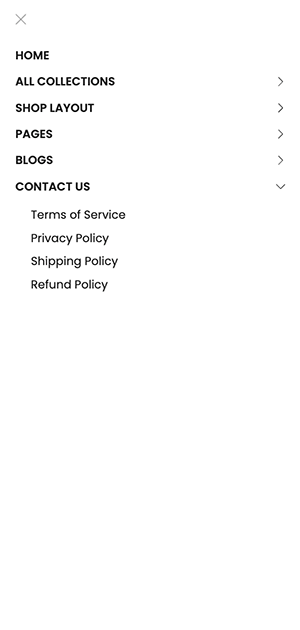 HOME
ALL COLLECTIONS
SHOP LAYOUT
PAGES
BLOGS
CONTACT US
Terms of Service
Privacy Policy
Shipping Policy
Refund Policy